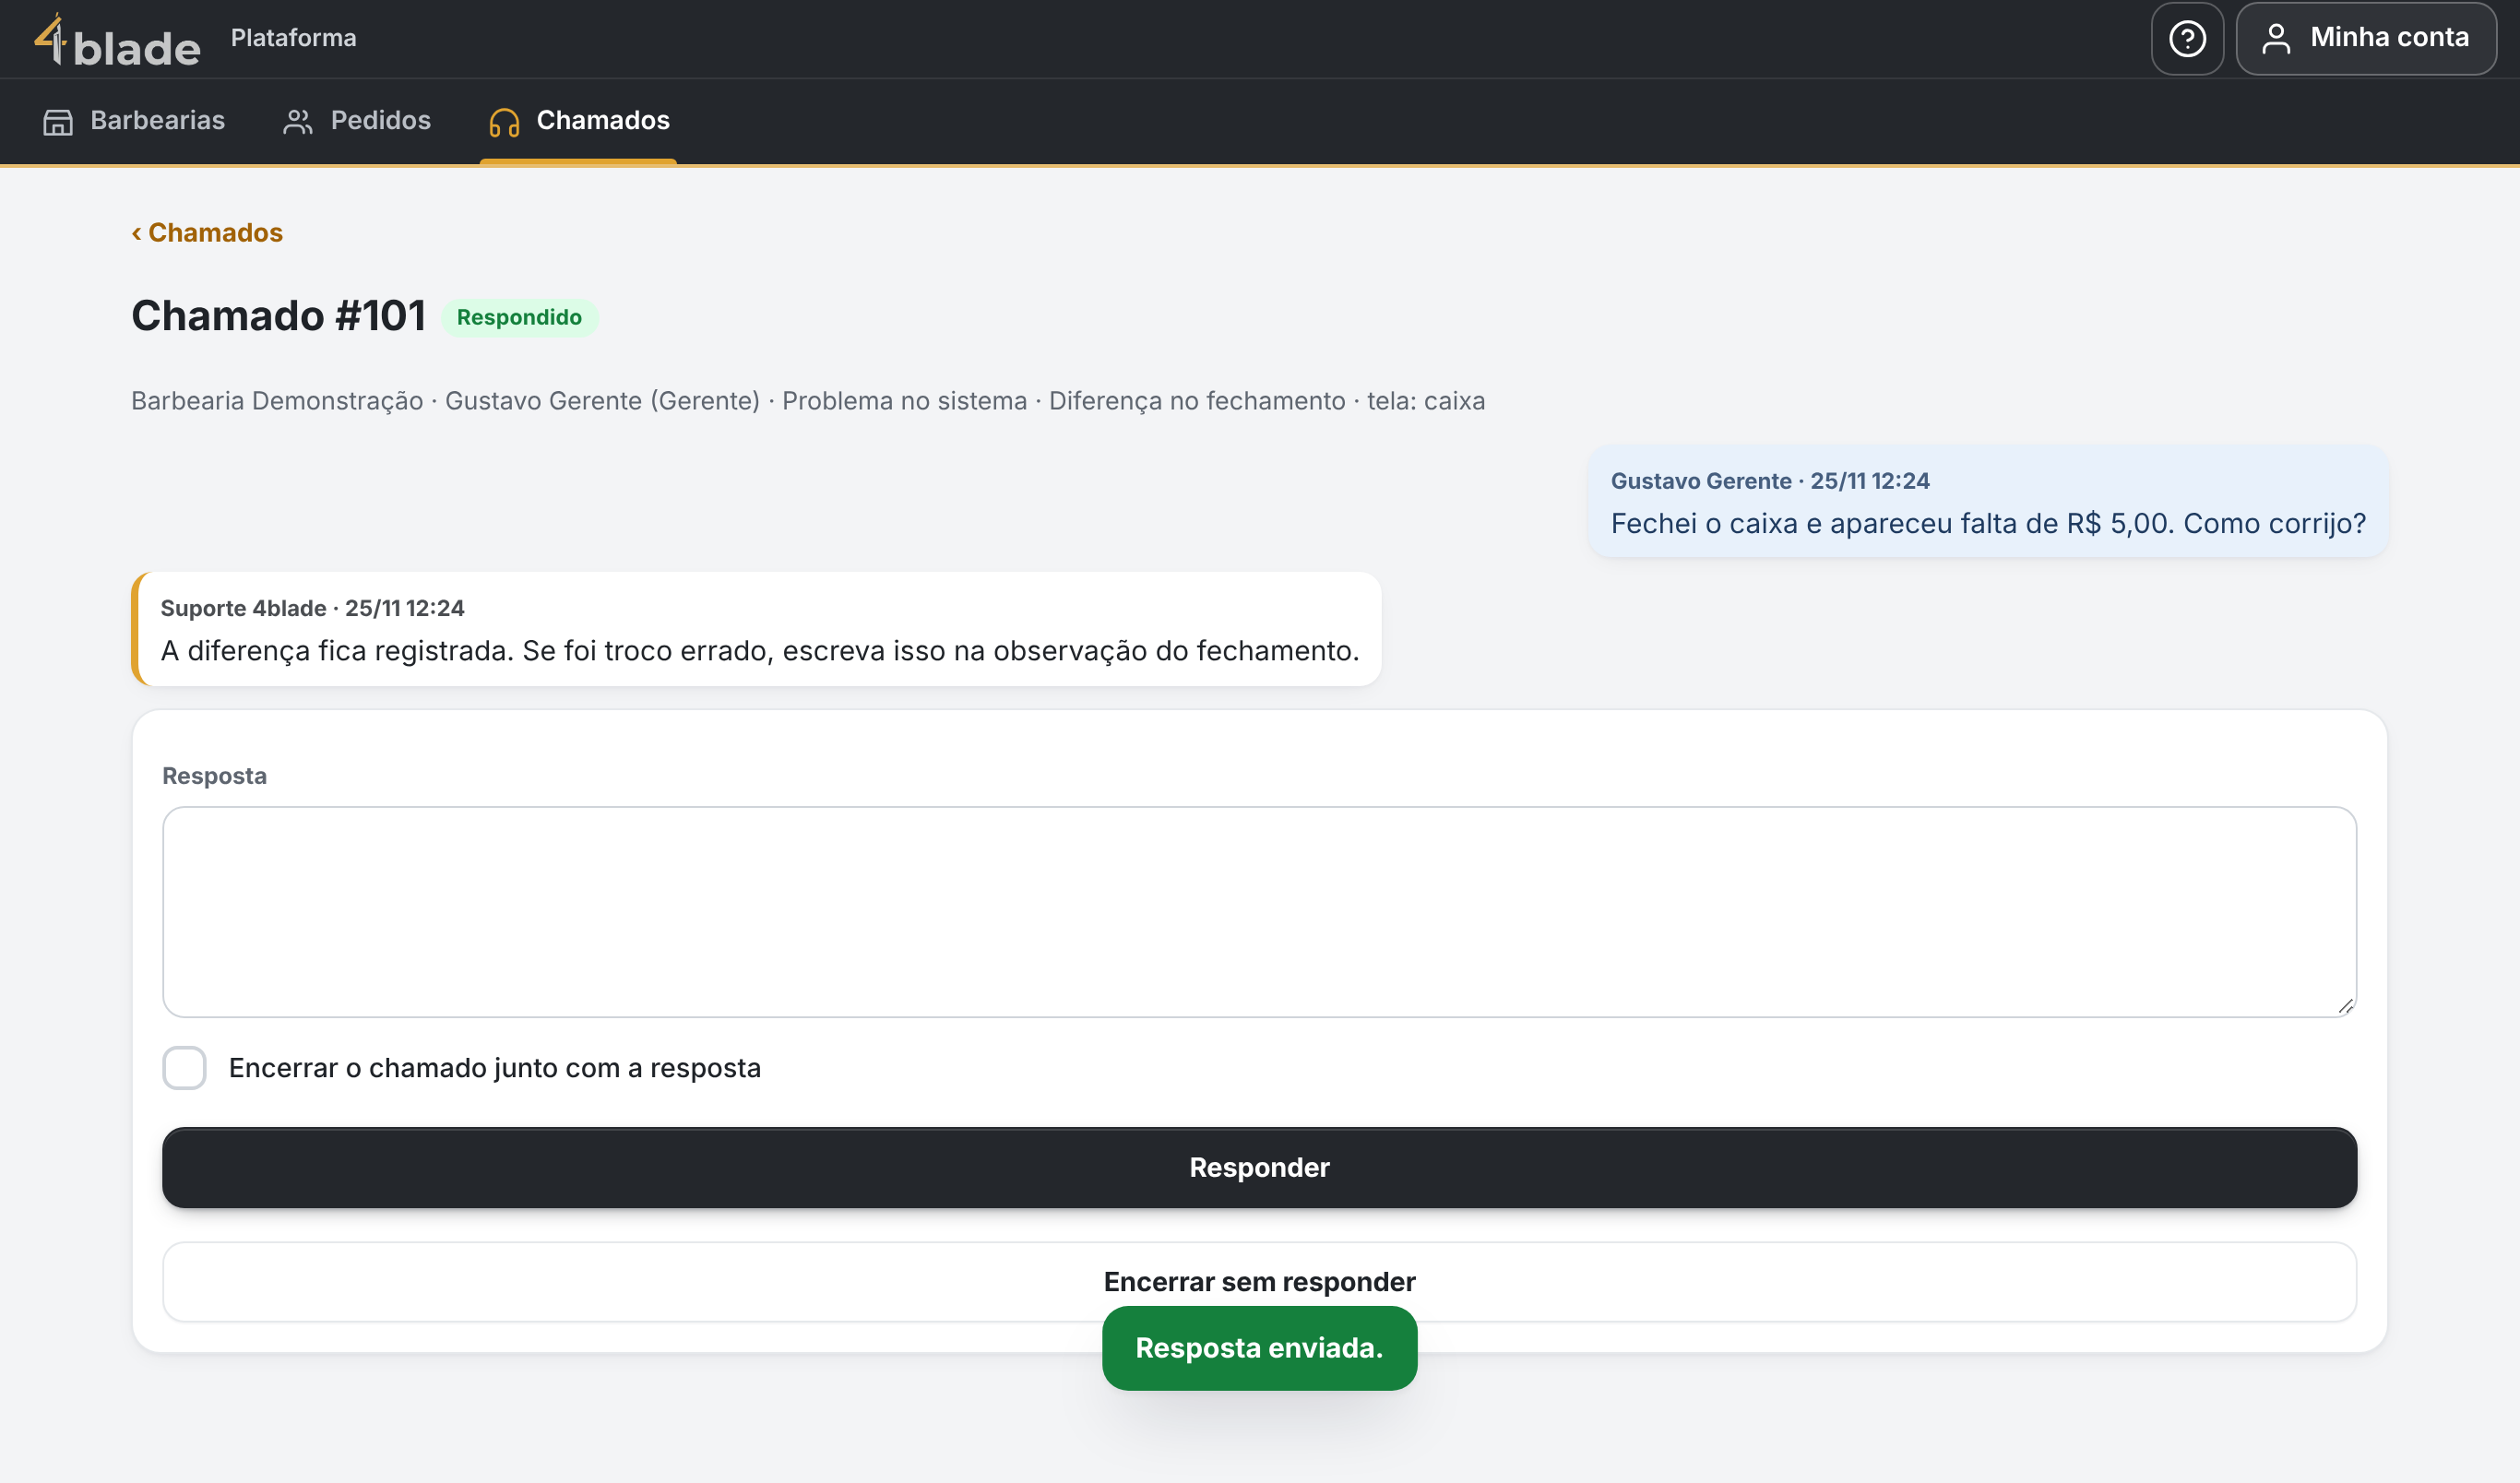 4blade Plataforma
Minha conta
Barbearias Pedidos Chamados
‹ Chamados
Chamado #101 Respondido
Barbearia Demonstração · Gustavo Gerente (Gerente) · Problema no sistema · Diferença no fechamento · tela: caixa
Gustavo Gerente · 25/11 12:24
Fechei o caixa e apareceu falta de R$ 5,00. Como corrijo?
Suporte 4blade · 25/11 12:24
A diferença fica registrada. Se foi troco errado, escreva isso na observação do fechamento.
Resposta
Encerrar o chamado junto com a resposta
Responder
Encerrar sem responder
Resposta enviada.